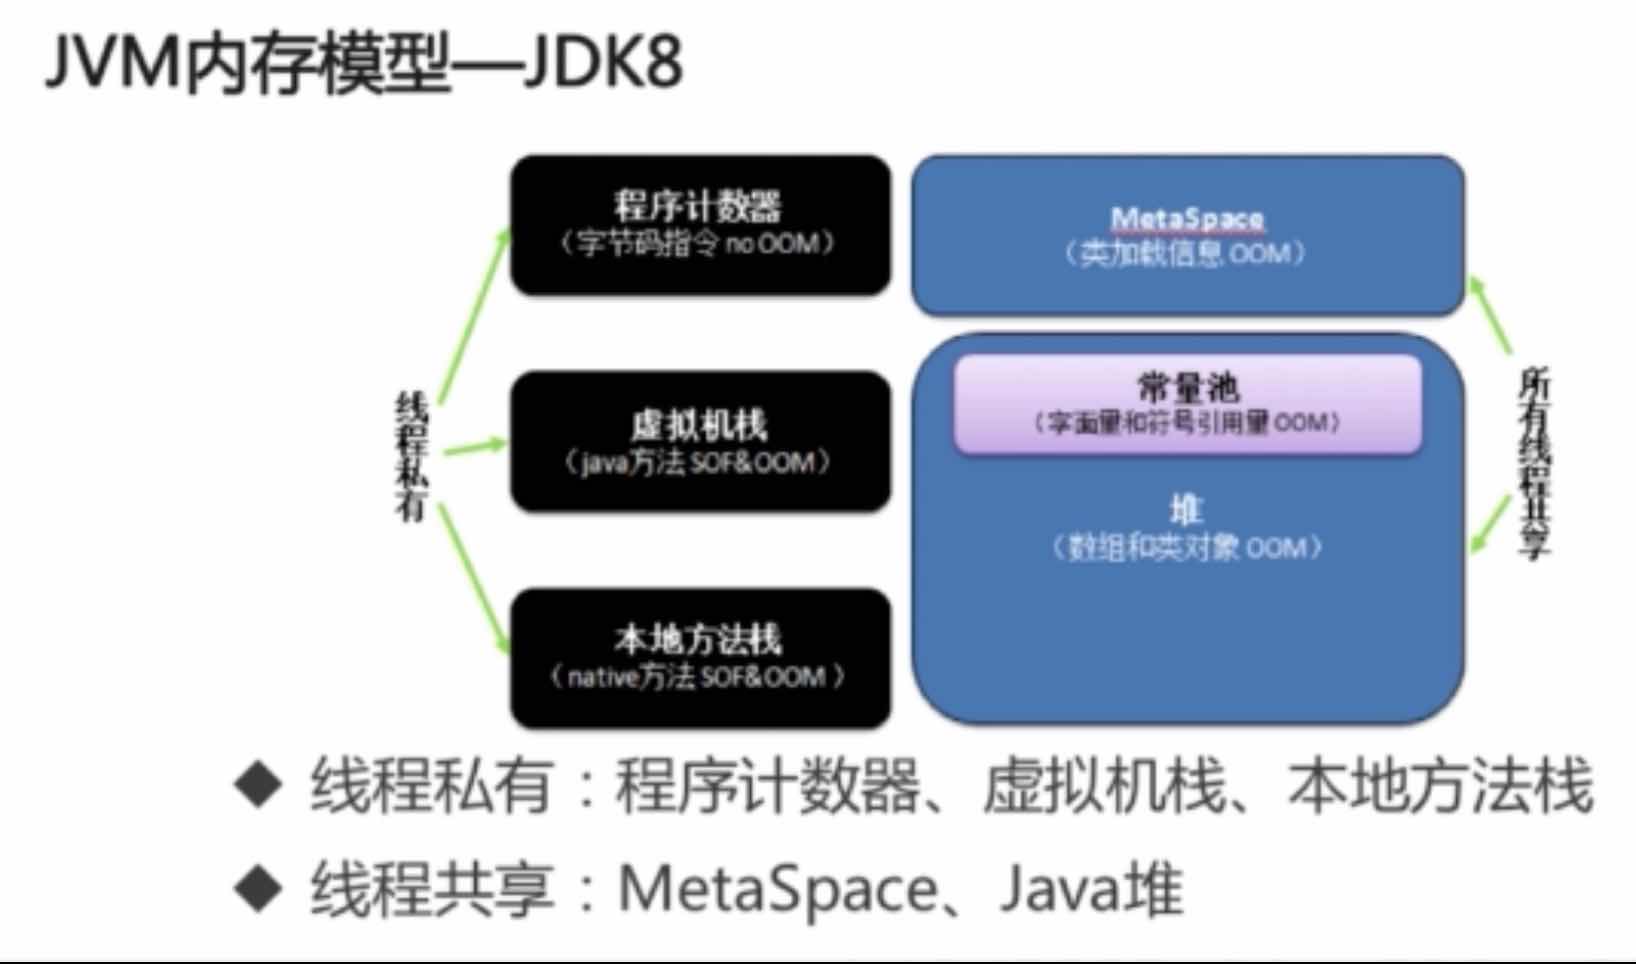 JVM内存模型—JDK8
程序计数器
（字节码指令 no OOM）
MetaSpace
（类加载信息 OOM）
线程私有
虚拟机栈
（java方法 SOF&OOM）
常量池
（字面量和符号引用量 OOM）
堆
（数组和类对象 OOM）
所有线程共享
本地方法栈
（native方法 SOF&OOM ）
◆ 线程私有：程序计数器、虚拟机栈、本地方法栈
◆ 线程共享：MetaSpace、Java堆